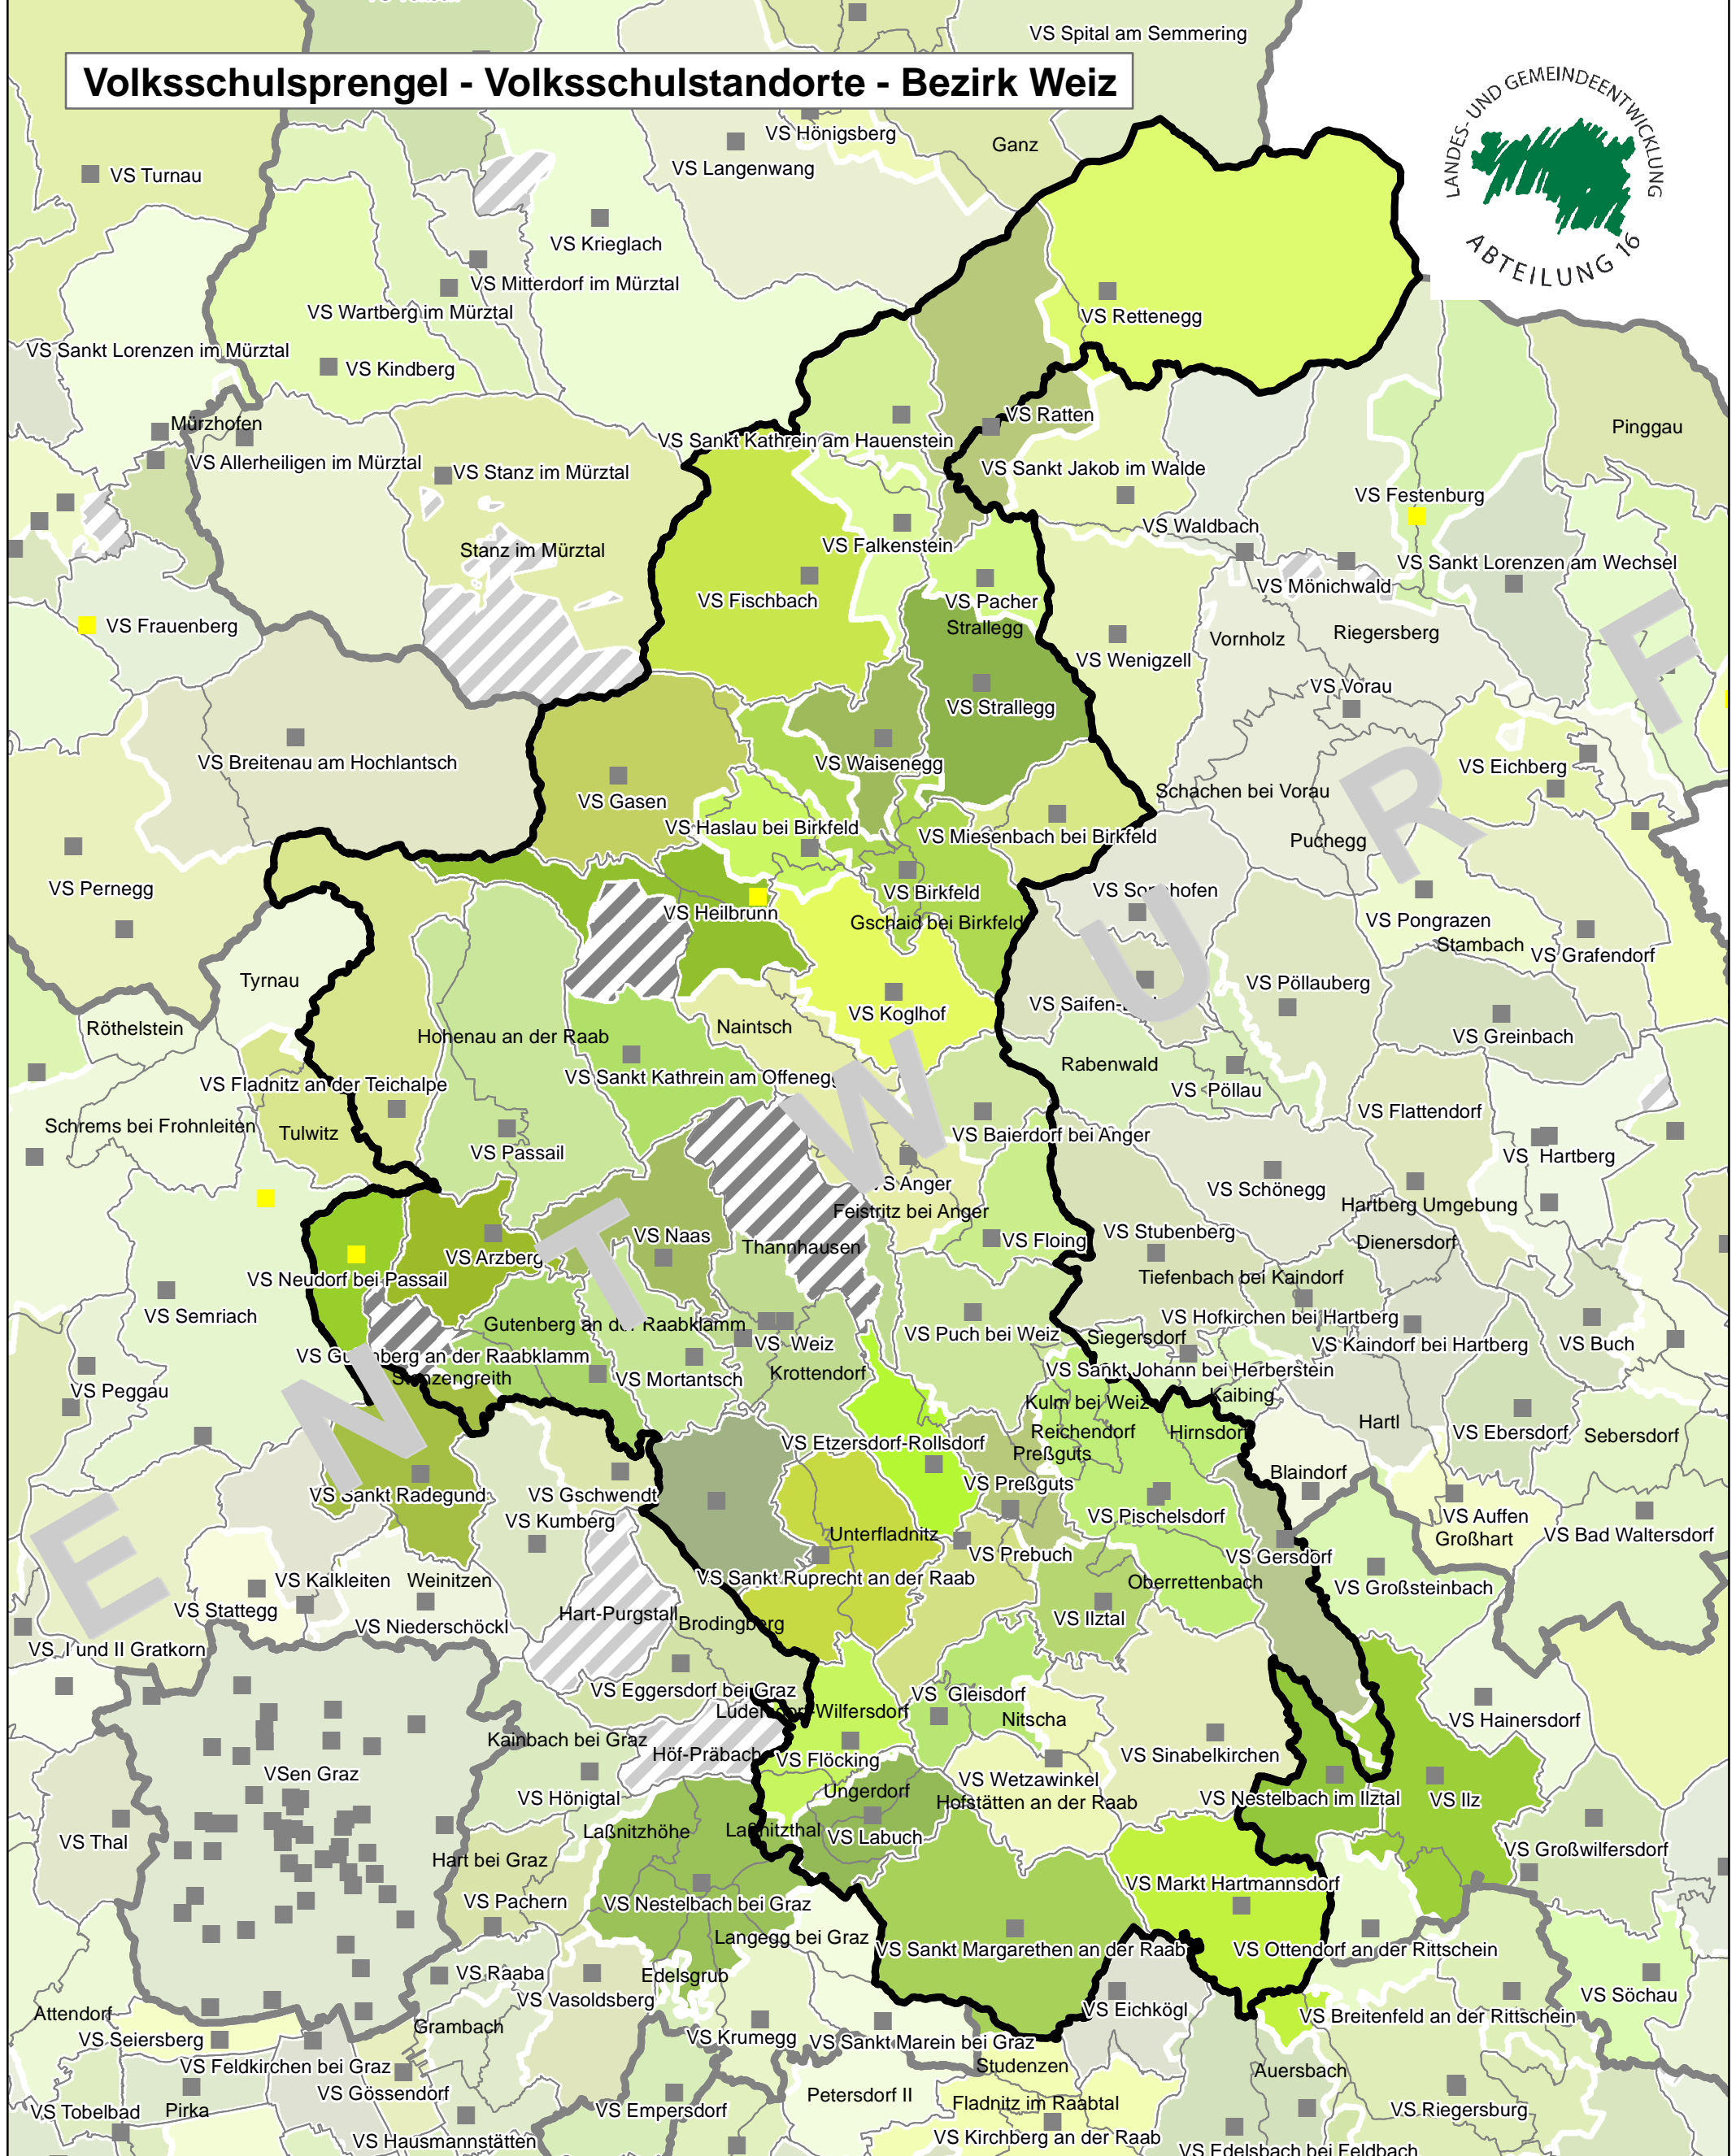 VS Spital am Semmering
Volksschulsprengel - Volksschulstandorte - Bezirk Weiz
LANDES- UND GEMEINDEENTWICKLUNG
ABTEILUNG 16
VS Hönigsberg
Ganz
VS Langenwang
VS Turnau
VS Krieglach
VS Mitterdorf im Mürztal
VS Wartberg im Mürztal
VS Rettenegg
VS Sankt Lorenzen im Mürztal
VS Kindberg
Mürzhofen
VS Ratten
Pinggau
VS Sankt Kathrein am Hauenstein
VS Allerheiligen im Mürztal
VS Stanz im Mürztal
VS Sankt Jakob im Walde
VS Festenburg
VS Waldbach
Stanz im Mürztal
VS Falkenstein
VS Sankt Lorenzen am Wechsel
VS Mönichwald
VS Fischbach
VS Pacher
VS Frauenberg
Strallegg
Vornholz
Riegersberg
VS Wenigzell
VS Vorau
VS Strallegg
VS Breitenau am Hochlantsch
VS Waisenegg
VS Eichberg
VS Gasen
Schachen bei Vorau
VS Haslau bei Birkfeld
VS Miesenbach bei Birkfeld
Puchegg
VS Pernegg
VS Birkfeld
VS Heilbrunn
Gschaid bei Birkfeld
VS Pongrazen
Stambach
VS Grafendorf
Tyrnau
VS Pöllauberg
VS Koglhof
Röthelstein
Naintsch
Hohenau an der Raab
VS Greinbach
Rabenwald
VS Sankt Kathrein am Offenegg
VS Fladnitz an der Teichalpe
VS Pöllau
VS Flattendorf
Schrems bei Frohnleiten
Tulwitz
VS Baierdorf bei Anger
VS Passail
VS Hartberg
VS Anger
VS Schönegg
Hartberg Umgebung
Feistritz bei Anger
VS Stubenberg
VS Naas
VS Floing
Dienersdorf
Thannhausen
VS Arzberg
VS Neudorf bei Passail
Tiefenbach bei Kaindorf
VS Semriach
VS Hofkirchen bei Hartberg
Gutenberg an der Raabklamm
VS Puch bei Weiz
Siegersdorf
VS Weiz
VS Kaindorf bei Hartberg
VS Buch
VS Gutenberg an der Raabklamm
VS Sankt Johann bei Herberstein
Krottendorf
Stenzengreith
VS Mortantsch
VS Peggau
Kaibing
Kulm bei Weiz
Hartl
Reichendorf
Hirnsdorf
VS Ebersdorf
Sebersdorf
VS Etzersdorf-Rollsdorf
Preßguts
Blaindorf
VS Preßguts
VS Sankt Radegund
VS Gschwendt
VS Pischelsdorf
VS Auffen
VS Kumberg
Unterfladnitz
Großhart
VS Bad Waltersdorf
VS Prebuch
VS Gersdorf
VS Kalkleiten
Weinitzen
VS Sankt Ruprecht an der Raab
Oberrettenbach
VS Großsteinbach
VS Stattegg
Hart-Purgstall
VS Ilztal
VS Niederschöckl
Brodingberg
VS I und II Gratkorn
VS Eggersdorf bei Graz
VS Gleisdorf
Ludersdorf-Wilfersdorf
Nitscha
VS Hainersdorf
Kainbach bei Graz
Höf-Präbach
VS Flöcking
VS Sinabelkirchen
VSen Graz
VS Wetzawinkel
VS Hönigtal
Ungerdorf
Hofstätten an der Raab
VS Nestelbach im Ilztal
VS Ilz
Laßnitzhöhe
Laßnitzthal
VS Labuch
VS Thal
VS Großwilfersdorf
Hart bei Graz
VS Markt Hartmannsdorf
VS Pachern
VS Nestelbach bei Graz
Langegg bei Graz
VS Sankt Margarethen an der Raab
VS Ottendorf an der Rittschein
VS Raaba
Edelsgrub
VS Vasoldsberg
VS Söchau
Attendorf
VS Eichkögl
VS Breitenfeld an der Rittschein
Grambach
VS Seiersberg
VS Krumegg
VS Sankt Marein bei Graz
VS Feldkirchen bei Graz
Studenzen
Auersbach
VS Gössendorf
Petersdorf II
Fladnitz im Raabtal
VS Tobelbad
Pirka
VS Empersdorf
VS Riegersburg
VS Hausmannstätten
VS Kirchberg an der Raab
VS Edelsbach bei Feldbach
ENTWURF